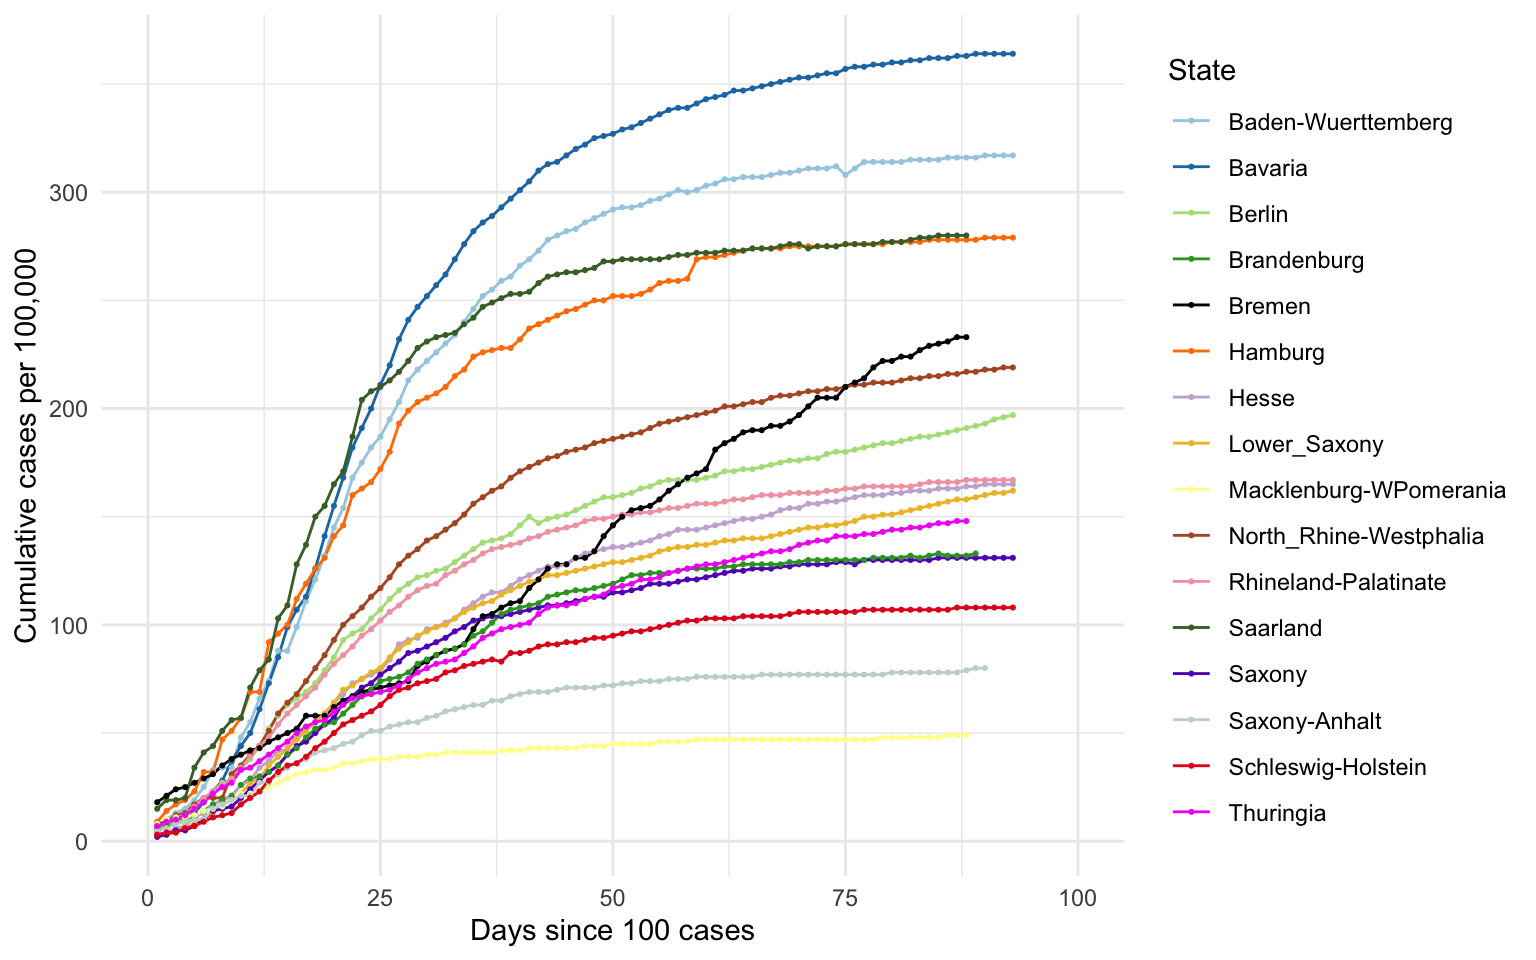 Cumulative cases per 100,000
300
200
100
0
0 25 50 75 100
Days since 100 cases
State
Baden-Wuerttemberg
Bavaria
Berlin
Brandenburg
Bremen
Hamburg
Hesse
Lower_Saxony
Macklenburg-WPomerania
North_Rhine-Westphalia
Rhineland-Palatinate
Saarland
Saxony
Saxony-Anhalt
Schleswig-Holstein
Thuringia